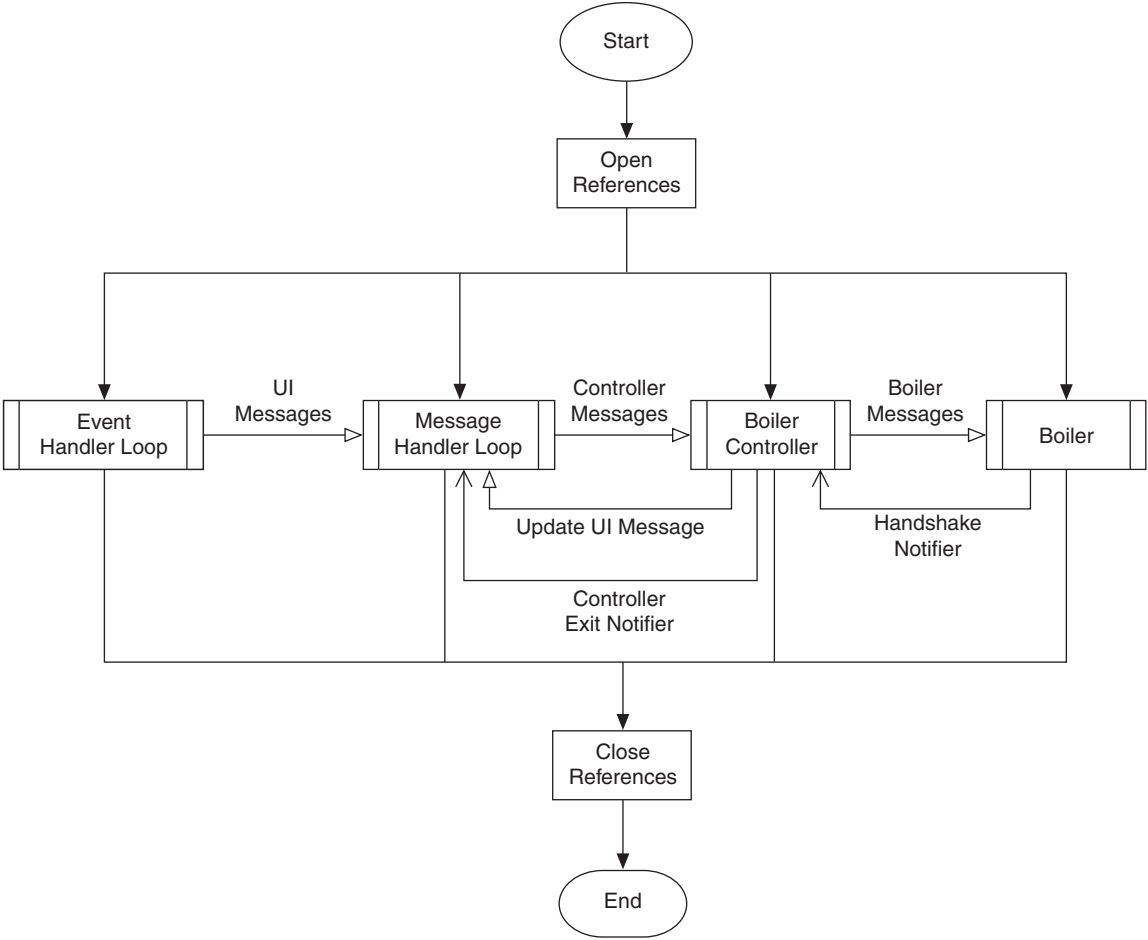 Start
Open
References
UI
Messages
Controller
Messages
Boiler
Messages
Event
Handler Loop
Message
Handler Loop
Boiler
Controller
Boiler
Update UI Message
Handshake
Notifier
Controller
Exit Notifier
Close
References
End